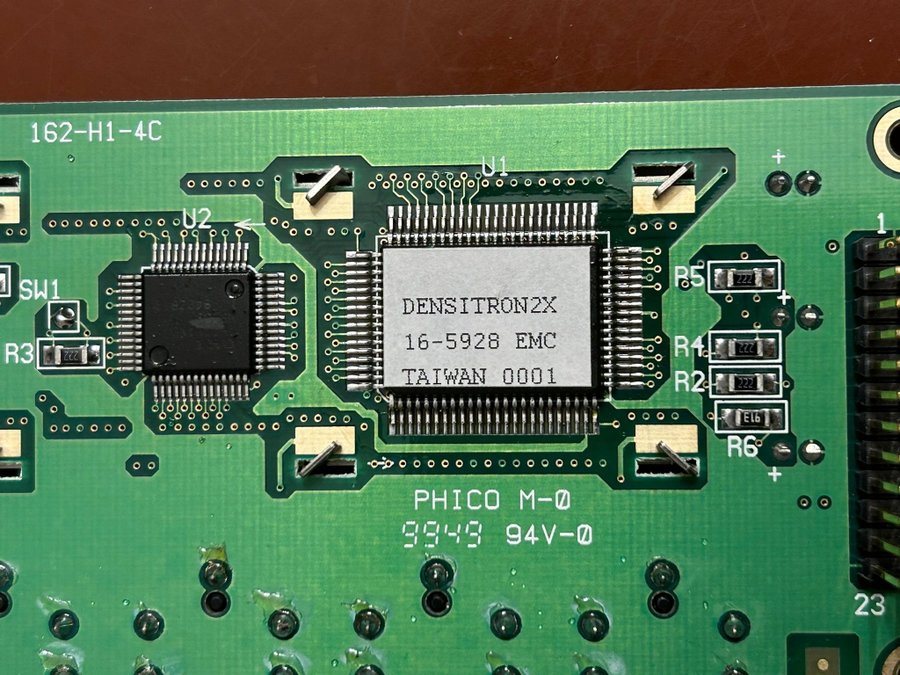 162-H1-4C
U1
U2
+
1
SW1
R5
222
+
DENSITRON2X
16-5928 EMC
TAIWAN 0001
R3
222
R4
222
R2
222
E16
R6
+
PHICO M-0
9949 94V-0
23